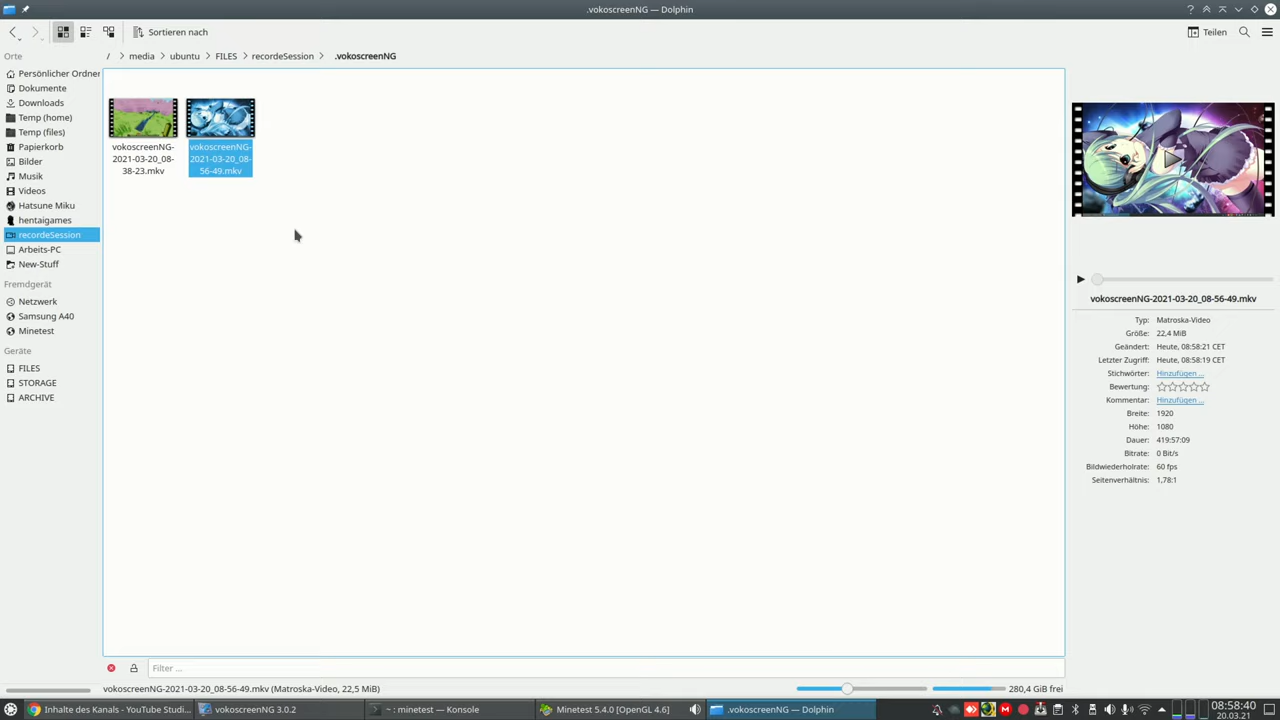 .vokoscreenNG — Dolphin
Sortieren nach
Teilen
/ media ubuntu FILES recordeSession .vokoscreenNG
Orte
Persönlicher Ordner
Dokumente
Downloads
Temp (home)
Temp (files)
Papierkorb
Bilder
Musik
Videos
Hatsune Miku
hentaigames
recordeSession
Arbeits-PC
New-Stuff
Fremdgerät
Netzwerk
Samsung A40
Minetest
Geräte
FILES
STORAGE
ARCHIVE
vokoscreenNG-
2021-03-20_08-
38-23.mkv
vokoscreenNG-
2021-03-20_08-
56-49.mkv
vokoscreenNG-2021-03-20_08-56-49.mkv
Typ: Matroska-Video
Größe: 22,4 MiB
Geändert: Heute, 08:58:21 CET
Letzter Zugriff: Heute, 08:58:19 CET
Stichwörter: Hinzufügen ...
Bewertung:
Kommentar: Hinzufügen ...
Breite: 1920
Höhe: 1080
Dauer: 419:57:09
Bitrate: 0 Bit/s
Bildwiederholrate: 60 fps
Seitenverhältnis: 1,78:1
Filter ...
vokoscreenNG-2021-03-20_08-56-49.mkv (Matroska-Video, 22,5 MiB)
280,4 GiB frei
Inhalte des Kanals - YouTube Studi...
vokoscreenNG 3.0.2
~ : minetest — Konsole
Minetest 5.4.0 [OpenGL 4.6]
.vokoscreenNG — Dolphin
08:58:40
20.03.21